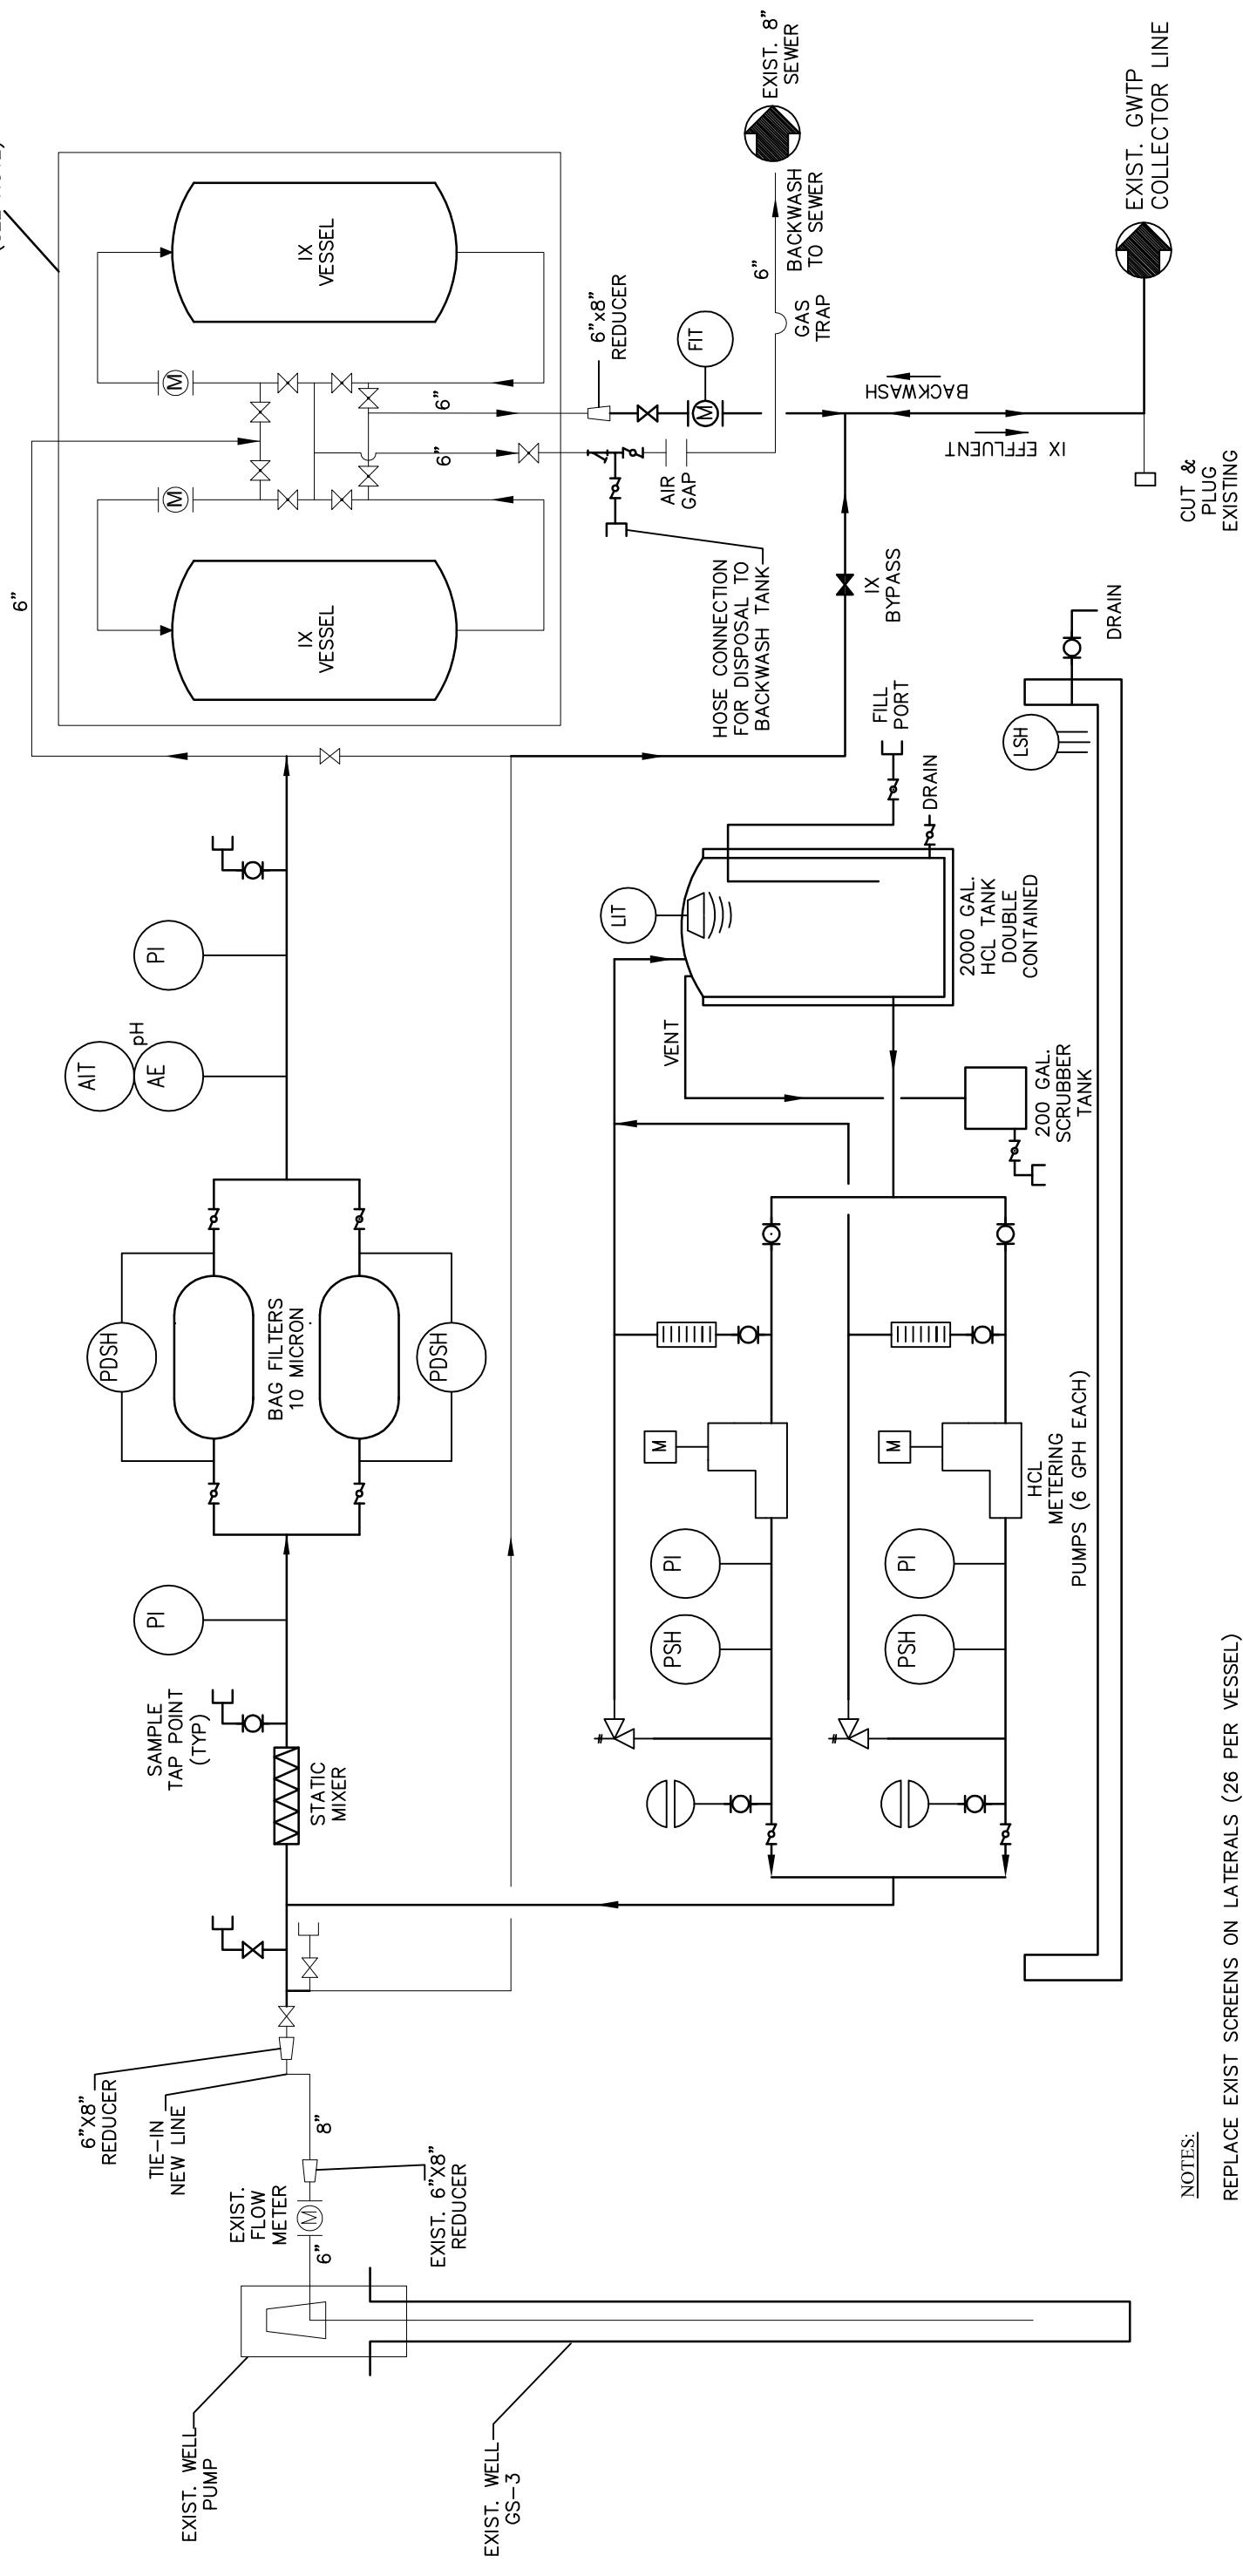 EXIST. WELL
PUMP
EXIST. WELL
GS-3
EXIST.
FLOW
METER
M
6"
EXIST. 6"X8"
REDUCER
8"
TIE-IN
NEW LINE
6"X8"
REDUCER
STATIC
MIXER
SAMPLE
TAP POINT
(TYP)
PI
PDSH
BAG FILTERS
10 MICRON
PDSH
AIT
AE
pH
PI
6"
IX
VESSEL
IX
VESSEL
M
M
6"
6"
6"x8"
REDUCER
FIT
M
AIR
GAP
HOSE CONNECTION
FOR DISPOSAL TO
BACKWASH TANK
GAS
TRAP
6"
BACKWASH
TO SEWER
EXIST. 8"
SEWER
IX
BYPASS
BACKWASH
IX EFFLUENT
EXIST. GWTP
COLLECTOR LINE
CUT &
PLUG
EXISTING
PSH
PI
M
PSH
PI
M
HCL
METERING
PUMPS (6 GPH EACH)
VENT
LIT
FILL
PORT
DRAIN
2000 GAL.
HCL TANK
DOUBLE
CONTAINED
200 GAL.
SCRUBBER
TANK
LSH
DRAIN
NOTES:
REPLACE EXIST SCREENS ON LATERALS (26 PER VESSEL)